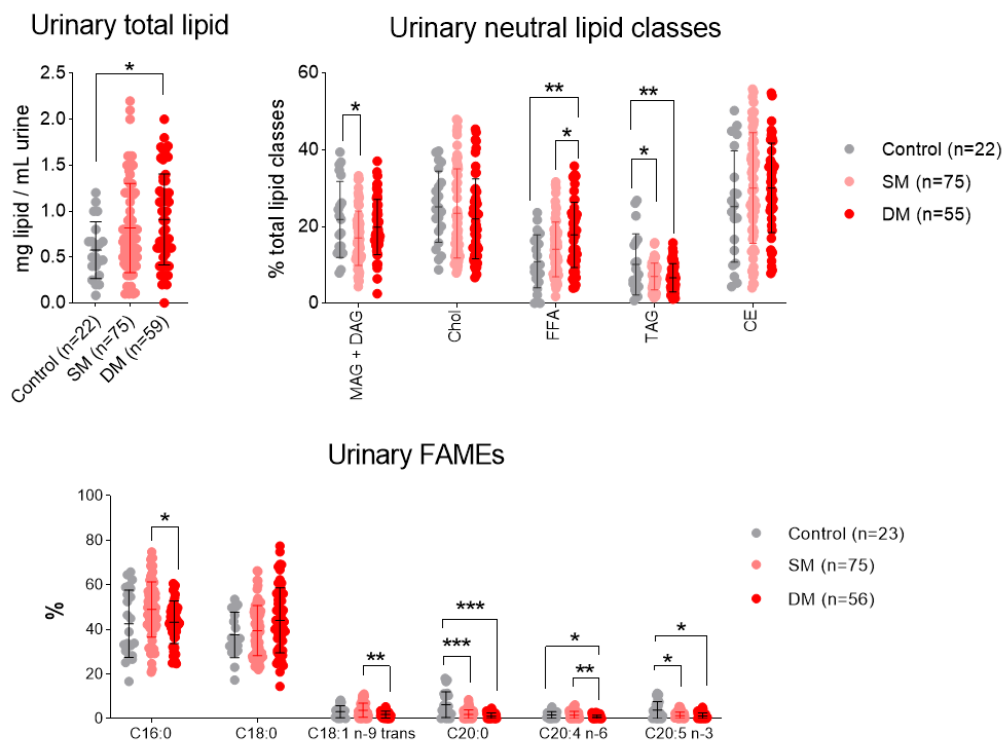 Urinary total lipid
*
mg lipid / mL urine
2.5
2.0
1.5
1.0
0.5
0.0
Control (n=22)
SM (n=75)
DM (n=59)
Urinary neutral lipid classes
% total lipid classes
60
40
20
0
*
**
*
**
*
MAG + DAG
Chol
FFA
TAG
CE
Control (n=22)
SM (n=75)
DM (n=55)
Urinary FAMEs
%
100
80
60
40
20
0
*
**
***
***
*
**
*
*
C16:0
C18:0
C18:1 n-9 trans
C20:0
C20:4 n-6
C20:5 n-3
Control (n=23)
SM (n=75)
DM (n=56)